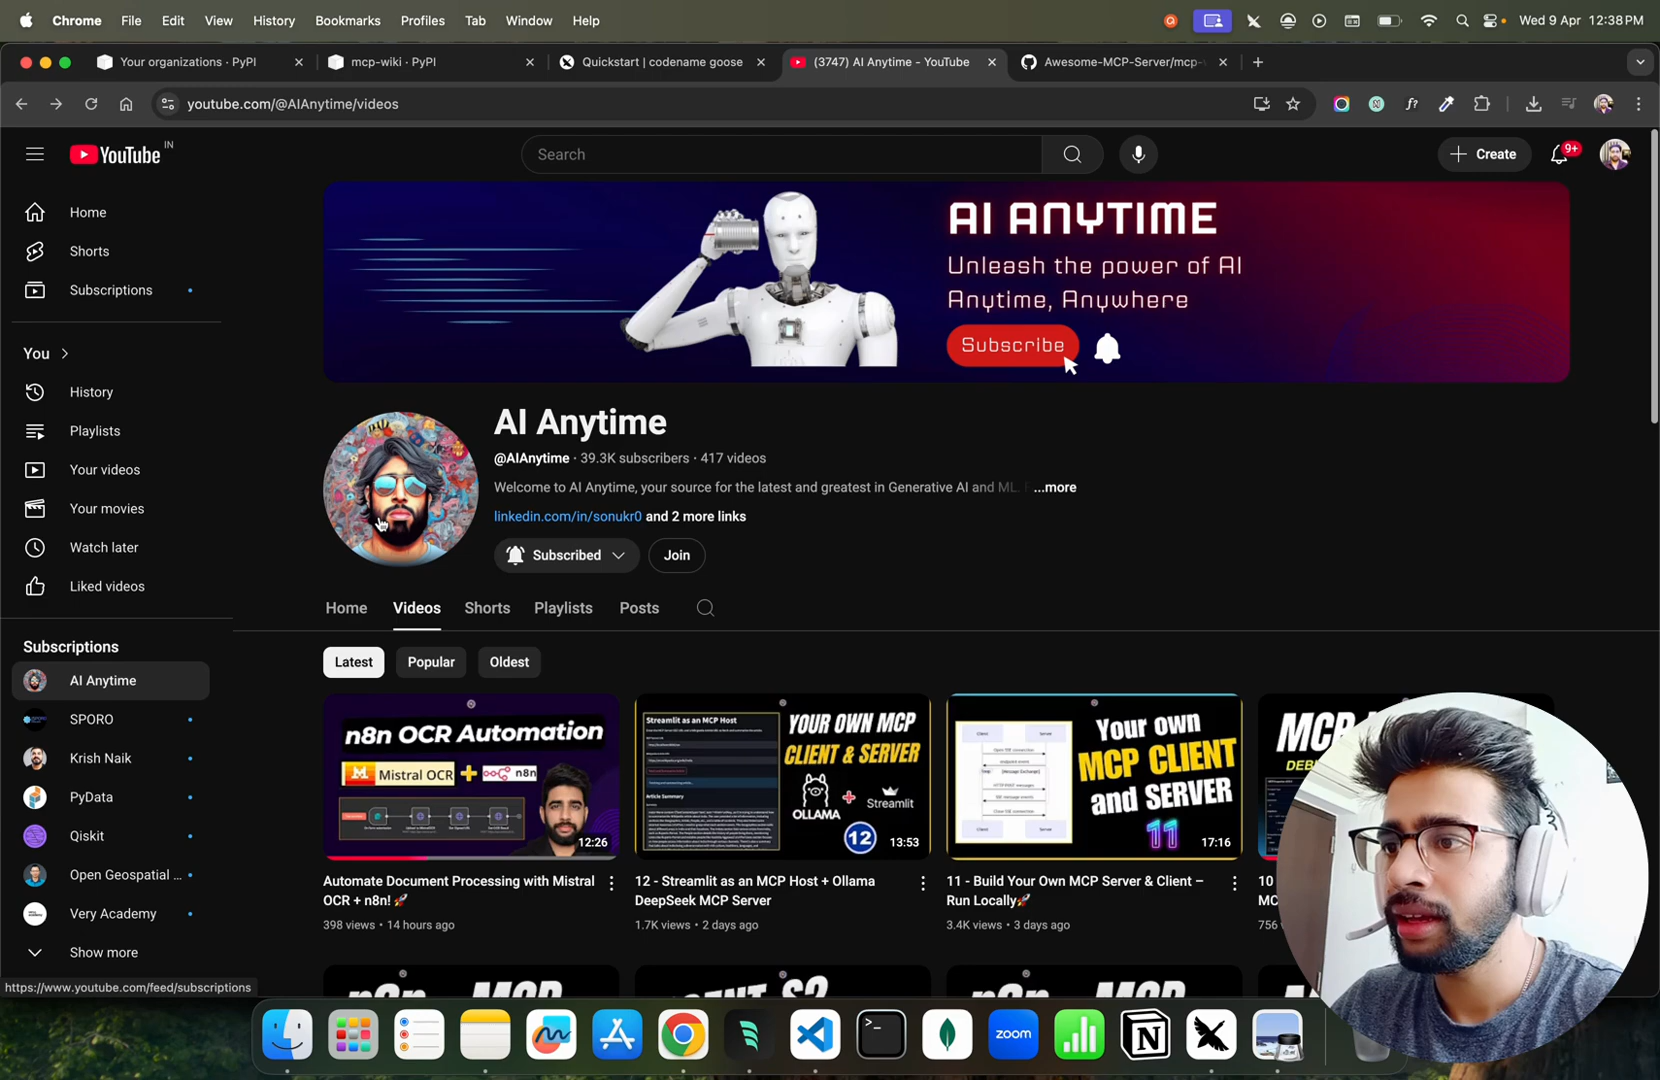 Chrome File Edit View History Bookmarks Profiles Tab Window Help Wed 9 Apr 12:38 PM
Your organizations · PyPI mcp-wiki · PyPI Quickstart | codename goose (3747) AI Anytime - YouTube Awesome-MCP-Server/mcp-
youtube.com/@AIAnytime/videos
YouTube IN
Search
Create
9+
Home
Shorts
Subscriptions
You
History
Playlists
Your videos
Your movies
Watch later
Liked videos
Subscriptions
AI Anytime
SPORO
Krish Naik
PyData
Qiskit
Open Geospatial ...
Very Academy
Show more
https://www.youtube.com/feed/subscriptions
AI ANYTIME
Unleash the power of AI
Anytime, Anywhere
Subscribe
AI Anytime
@AIAnytime · 39.3K subscribers · 417 videos
Welcome to AI Anytime, your source for the latest and greatest in Generative AI and ML. ...more
linkedin.com/in/sonukr0 and 2 more links
Subscribed
Join
Home Videos Shorts Playlists Posts
Latest Popular Oldest
n8n OCR Automation
Mistral OCR + n8n
12:26
Automate Document Processing with Mistral
OCR + n8n! 🚀
398 views · 14 hours ago
Streamlit as an MCP Host
Article Summary
YOUR OWN MCP
CLIENT & SERVER
OLLAMA + Streamlit
12
13:53
12 - Streamlit as an MCP Host + Ollama
DeepSeek MCP Server
1.7K views · 2 days ago
Client Server
Your own
MCP CLIENT
and SERVER
11
17:16
11 - Build Your Own MCP Server & Client –
Run Locally🚀
3.4K views · 3 days ago
10
756
n8n MCP
AGENT S2
n8n MCP
zoom